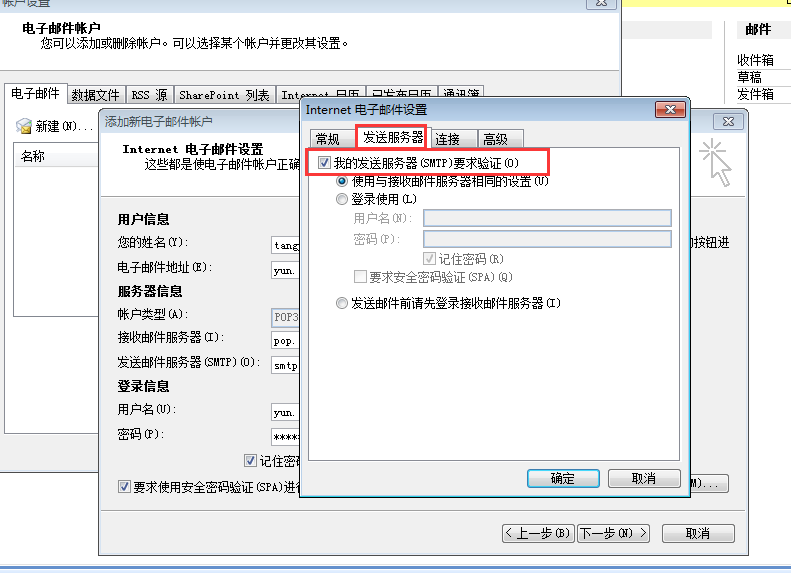 帐户设置
电子邮件帐户
您可以添加或删除帐户。可以选择某个帐户并更改其设置。
电子邮件 数据文件 RSS 源 SharePoint 列表 Internet 日历 已发布日历 通讯簿
新建(N)...
名称
邮件
收件箱
草稿
发件箱
添加新电子邮件帐户
Internet 电子邮件设置
这些都是使电子邮件帐户正确
用户信息
您的姓名(Y):
tang
电子邮件地址(E):
yun.
服务器信息
帐户类型(A):
POP3
接收邮件服务器(I):
pop.
发送邮件服务器(SMTP)(O):
smtp
登录信息
用户名(U):
yun.
密码(P):
****
记住密码
要求使用安全密码验证(SPA)进行
按钮进
M)...
< 上一步(B) 下一步(N) > 取消
Internet 电子邮件设置
常规 发送服务器 连接 高级
我的发送服务器(SMTP)要求验证(O)
使用与接收邮件服务器相同的设置(U)
登录使用(L)
用户名(N):
密码(P):
记住密码(R)
要求安全密码验证(SPA)(Q)
发送邮件前请先登录接收邮件服务器(I)
确定 取消